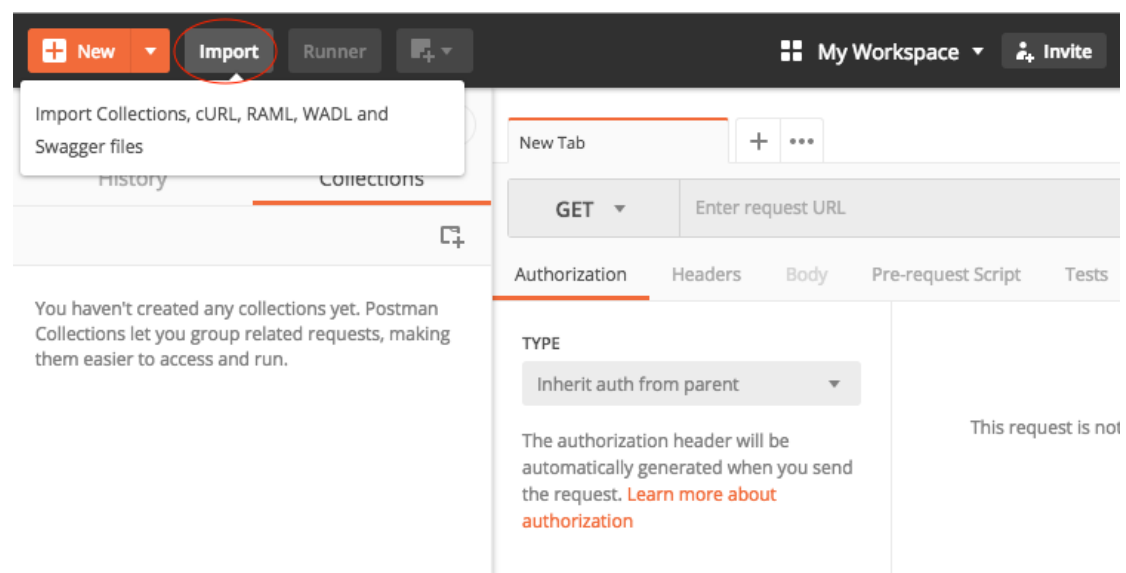 New
Import
Runner
My Workspace
Invite
Import Collections, cURL, RAML, WADL and
Swagger files
History
Collections
You haven't created any collections yet. Postman
Collections let you group related requests, making
them easier to access and run.
New Tab
GET
Enter request URL
Authorization
Headers
Body
Pre-request Script
Tests
TYPE
Inherit auth from parent
The authorization header will be
automatically generated when you send
the request. Learn more about
authorization
This request is not